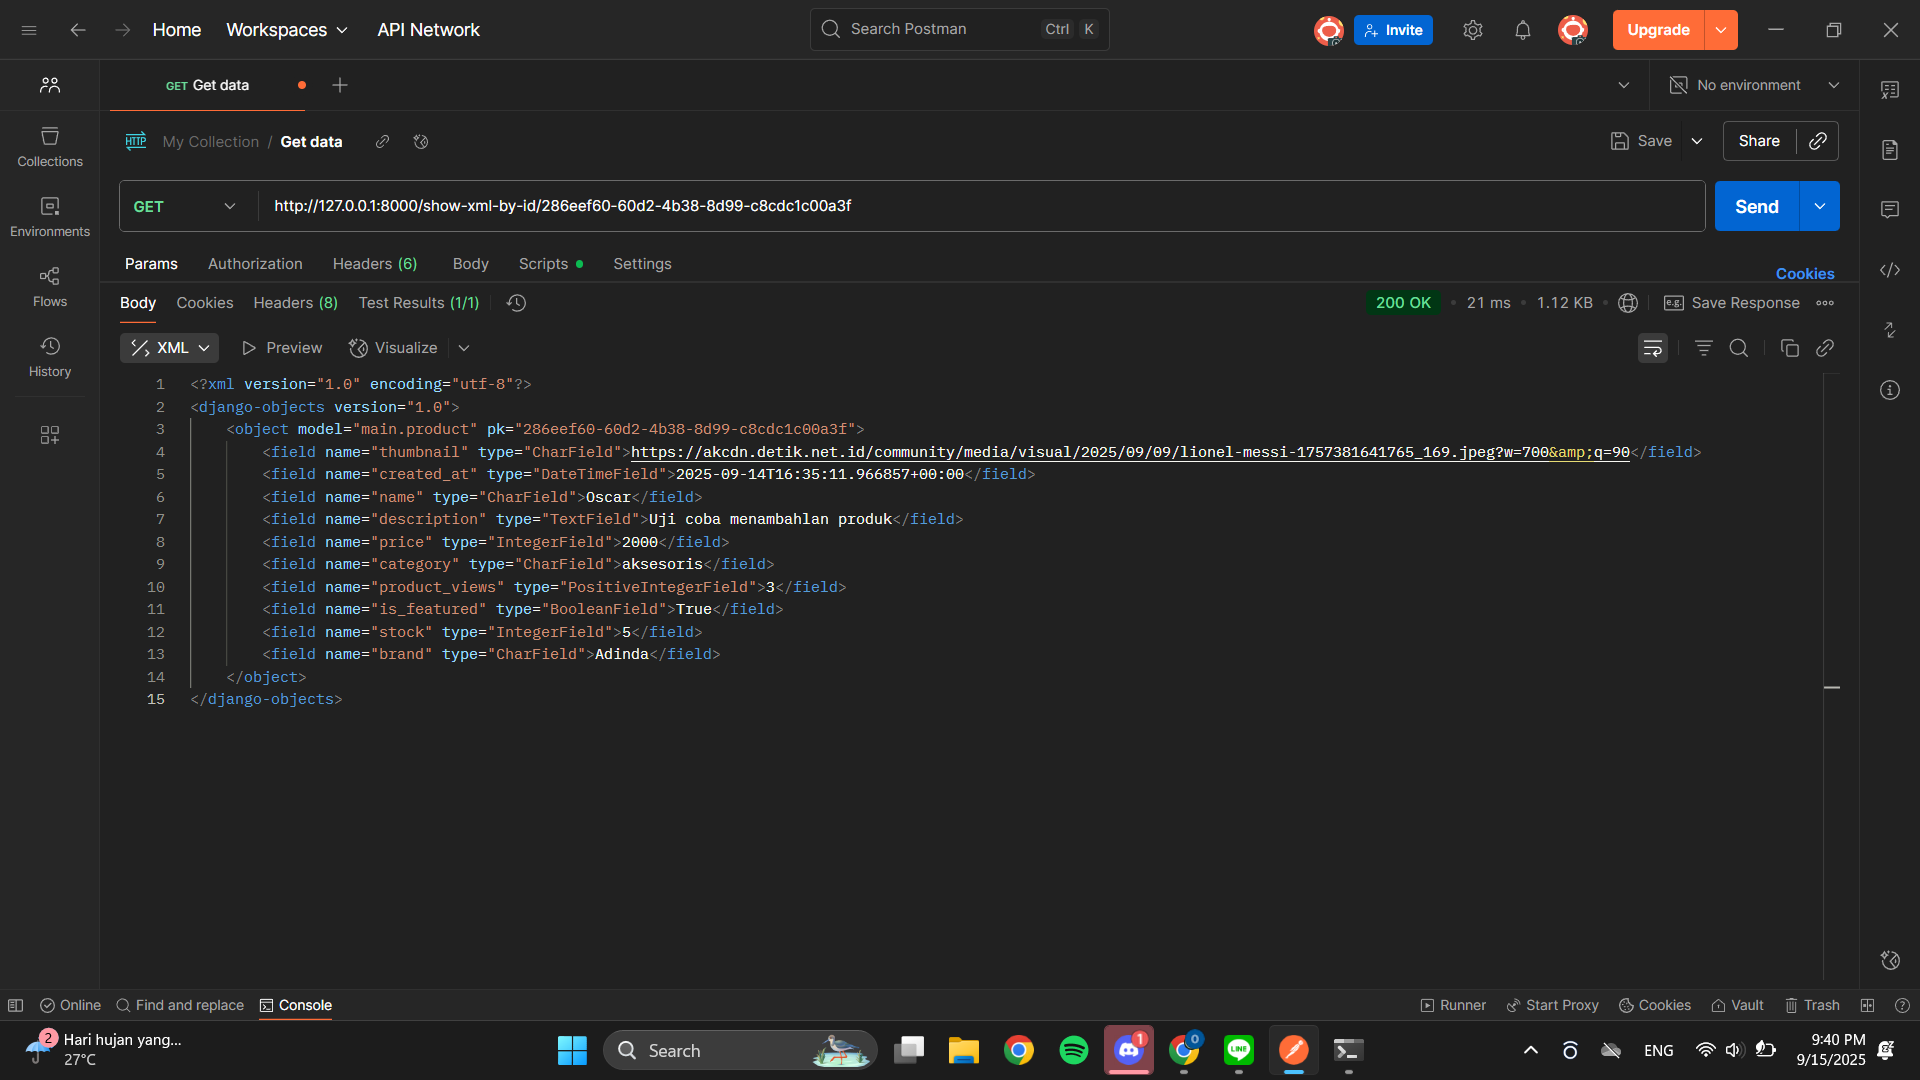 Home Workspaces API Network Search Postman Ctrl K Invite Upgrade
GET Get data No environment
HTTP My Collection / Get data Save Share
GET http://127.0.0.1:8000/show-xml-by-id/286eef60-60d2-4b38-8d99-c8cdc1c00a3f Send
Collections
Environments
Flows
History
Params Authorization Headers (6) Body Scripts Settings Cookies
Body Cookies Headers (8) Test Results (1/1) 200 OK • 21 ms • 1.12 KB • e.g. Save Response
XML Preview Visualize
1 <?xml version="1.0" encoding="utf-8"?>
2 <django-objects version="1.0">
3 <object model="main.product" pk="286eef60-60d2-4b38-8d99-c8cdc1c00a3f">
4 <field name="thumbnail" type="CharField">https://akcdn.detik.net.id/community/media/visual/2025/09/09/lionel-messi-1757381641765_169.jpeg?w=700&amp;q=90</field>
5 <field name="created_at" type="DateTimeField">2025-09-14T16:35:11.966857+00:00</field>
6 <field name="name" type="CharField">Oscar</field>
7 <field name="description" type="TextField">Uji coba menambahlan produk</field>
8 <field name="price" type="IntegerField">2000</field>
9 <field name="category" type="CharField">aksesoris</field>
10 <field name="product_views" type="PositiveIntegerField">3</field>
11 <field name="is_featured" type="BooleanField">True</field>
12 <field name="stock" type="IntegerField">5</field>
13 <field name="brand" type="CharField">Adinda</field>
14 </object>
15 </django-objects>
Online Find and replace Console Runner Start Proxy Cookies Vault Trash
2 Hari hujan yang...
27°C
Search 1 0 LINE ENG
9:40 PM
9/15/2025